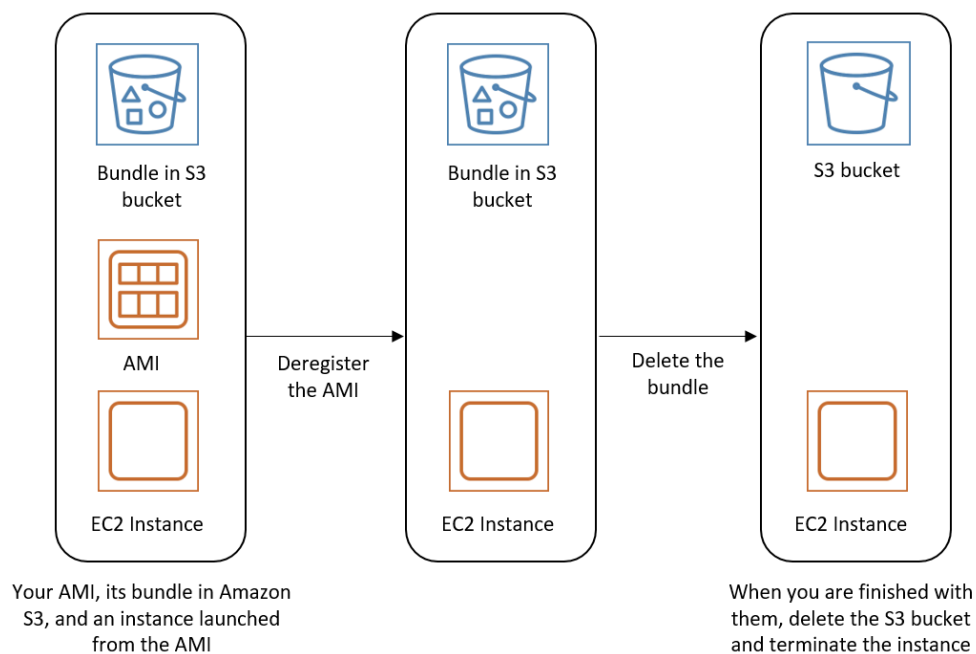 Bundle in S3
bucket
AMI
EC2 Instance
Your AMI, its bundle in Amazon
S3, and an instance launched
from the AMI
Deregister
the AMI
Bundle in S3
bucket
EC2 Instance
Delete the
bundle
S3 bucket
EC2 Instance
When you are finished with
them, delete the S3 bucket
and terminate the instance